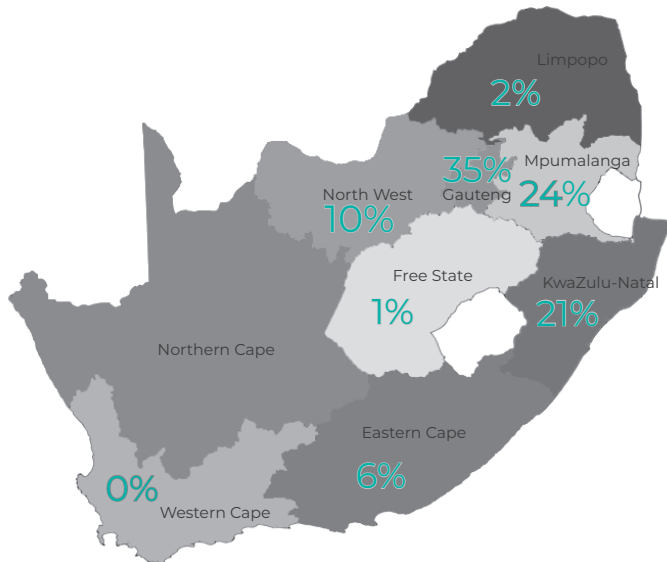 Limpopo
2%
Mpumalanga
24%
35%
Gauteng
North West
10%
Free State
1%
KwaZulu-Natal
21%
Northern Cape
Eastern Cape
6%
0%
Western Cape